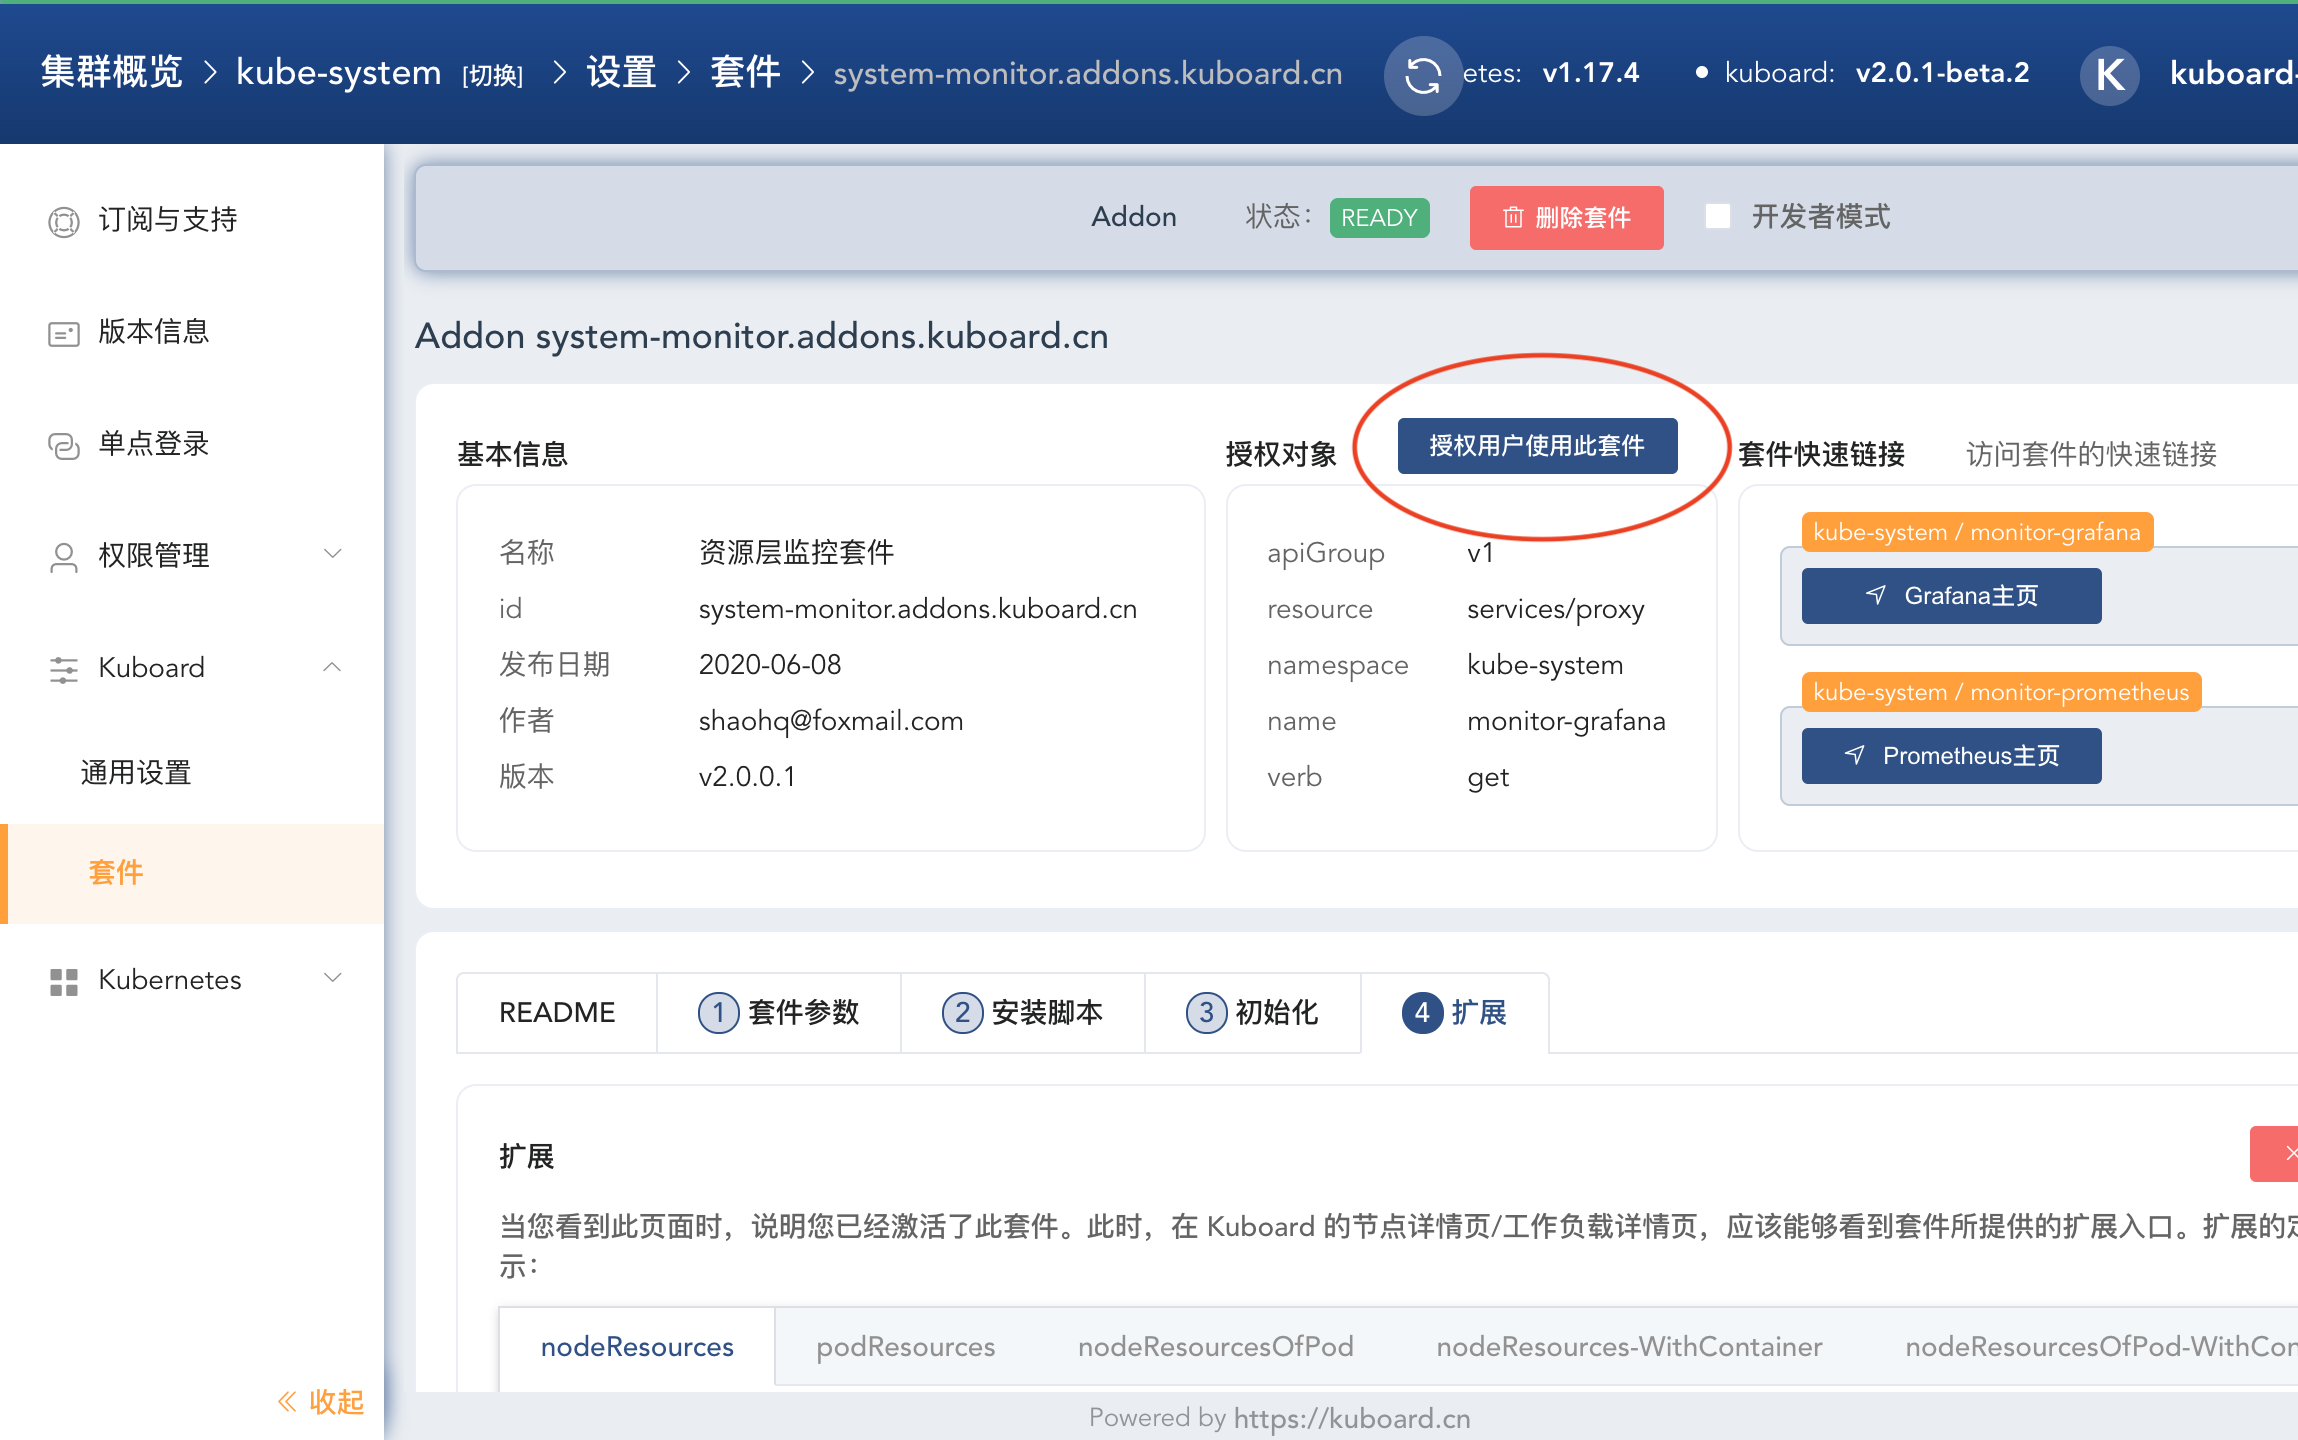 集群概览 > kube-system [切换] > 设置 > 套件 > system-monitor.addons.kuboard.cn etes: v1.17.4 • kuboard: v2.0.1-beta.2 K kuboard-
订阅与支持
版本信息
单点登录
权限管理
Kuboard
通用设置
套件
Kubernetes
收起
Addon 状态： READY 删除套件 开发者模式
Addon system-monitor.addons.kuboard.cn
基本信息
名称 资源层监控套件
id system-monitor.addons.kuboard.cn
发布日期 2020-06-08
作者 shaohq@foxmail.com
版本 v2.0.0.1
授权对象 授权用户使用此套件
apiGroup v1
resource services/proxy
namespace kube-system
name monitor-grafana
verb get
套件快速链接 访问套件的快速链接
kube-system / monitor-grafana
Grafana主页
kube-system / monitor-prometheus
Prometheus主页
README 1 套件参数 2 安装脚本 3 初始化 4 扩展
扩展
当您看到此页面时，说明您已经激活了此套件。此时，在 Kuboard 的节点详情页/工作负载详情页，应该能够看到套件所提供的扩展入口。扩展的定
示：
nodeResources podResources nodeResourcesOfPod nodeResources-WithContainer nodeResourcesOfPod-WithCon
Powered by https://kuboard.cn